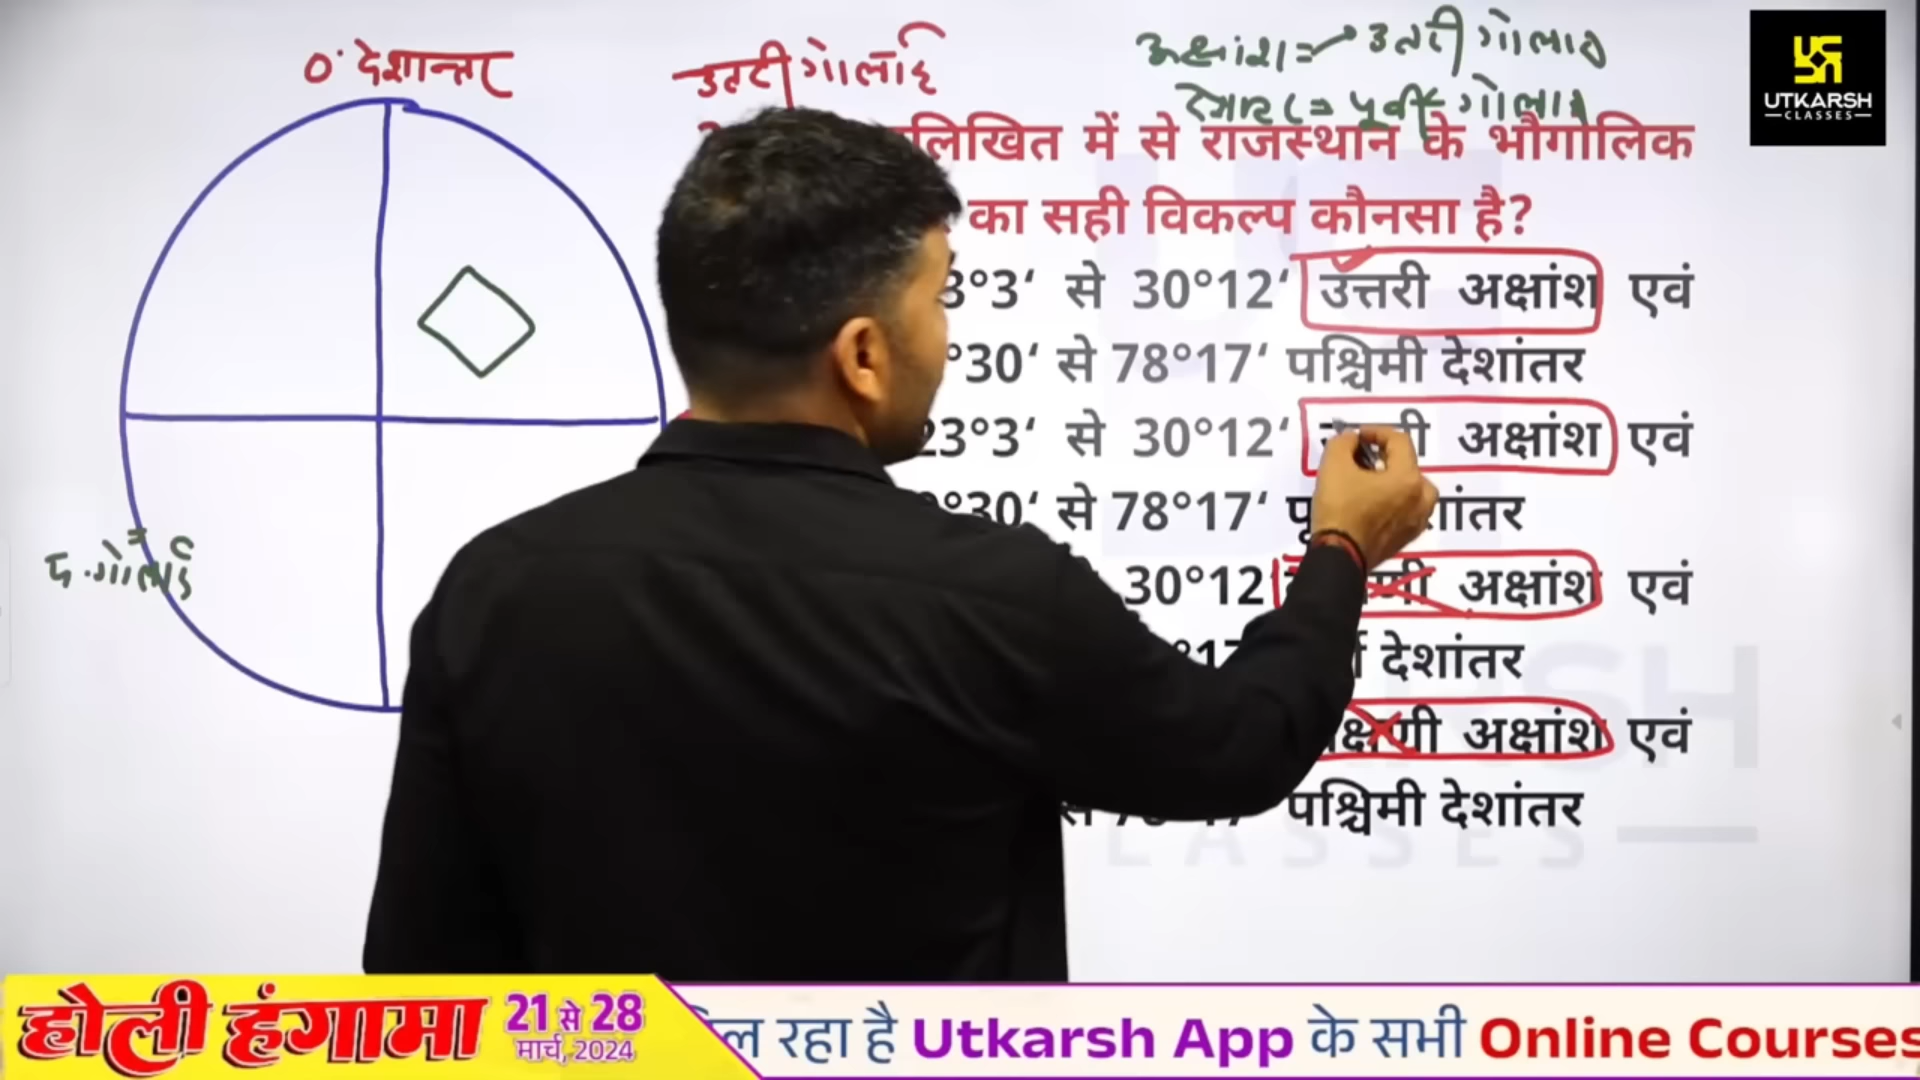 0° देशान्तर
उत्तरी गोलार्द्ध
अक्षांश = उत्तरी गोलार्द्ध
UTKARSH
CLASSES
में से राजस्थान के भौगोलिक
का सही विकल्प कौनसा है?
3°3‘ से 30°12‘ उत्तरी अक्षांश एवं
°30‘ से 78°17‘ पश्चिमी देशांतर
23°3‘ से 30°12‘ अक्षांश एवं
°30‘ से 78°17‘
30°12 अक्षांश एवं
देशांतर
अक्षांश एवं
पश्चिमी देशांतर
द. गोलार्द्ध
होली हंगामा 21 से 28 मार्च, 2024
रहा है Utkarsh App के सभी Online Courses